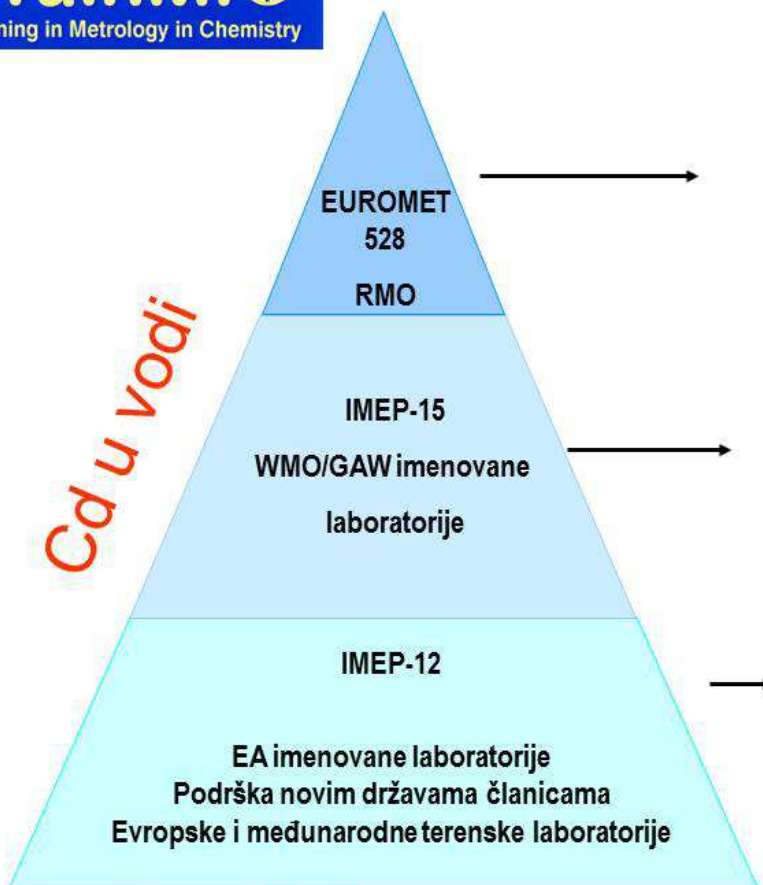 ning in Metrology in Chemistry
EUROMET
528
RMO
Cd u vodi
IMEP-15
WMO/GAW imenovane
laboratorije
IMEP-12
EA imenovane laboratorije
Podrška novim državama članicama
Evropske i međunarodne terenske laboratorije